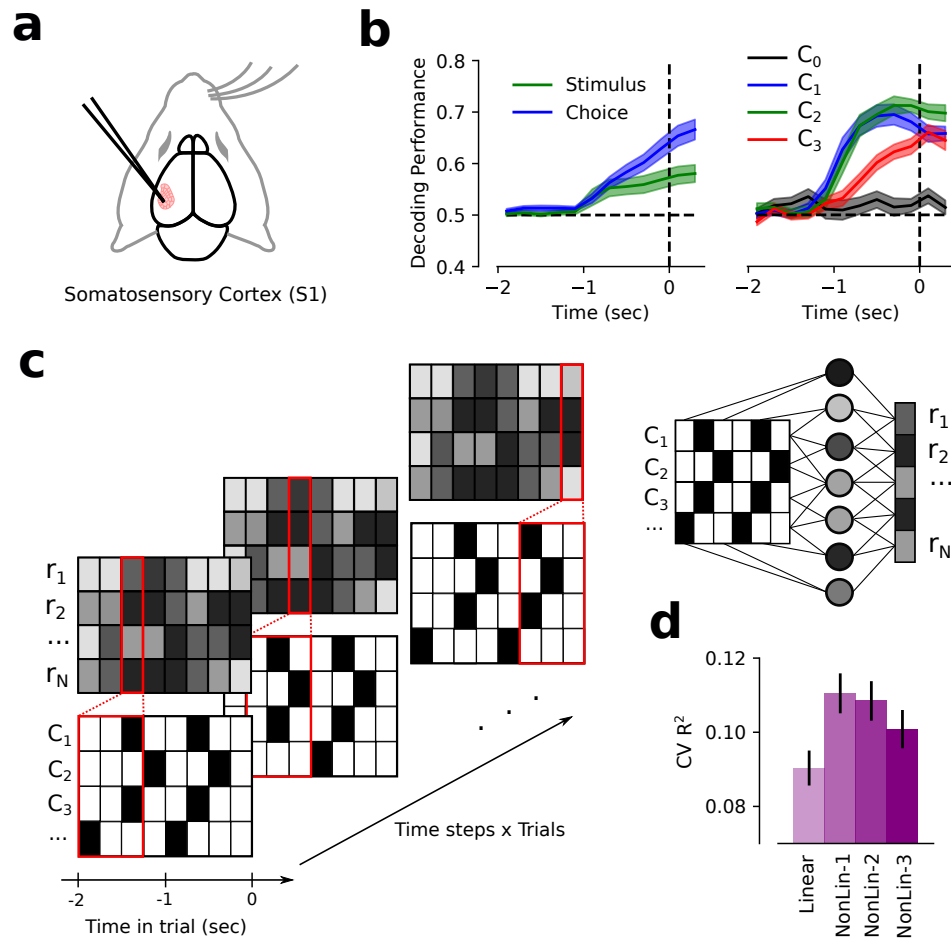 a
Somatosensory Cortex (S1)
b
Decoding Performance
0.8
0.7
0.6
0.5
0.4
Stimulus
Choice
−2
−1
0
Time (sec)
C0
C1
C2
C3
−2
−1
0
Time (sec)
c
r1
r2
...
rN
C1
C2
C3
...
-2
-1
0
Time in trial (sec)
Time steps x Trials
. . .
C1
C2
C3
...
r1
r2
...
rN
d
CV R²
0.12
0.10
0.08
Linear
NonLin-1
NonLin-2
NonLin-3